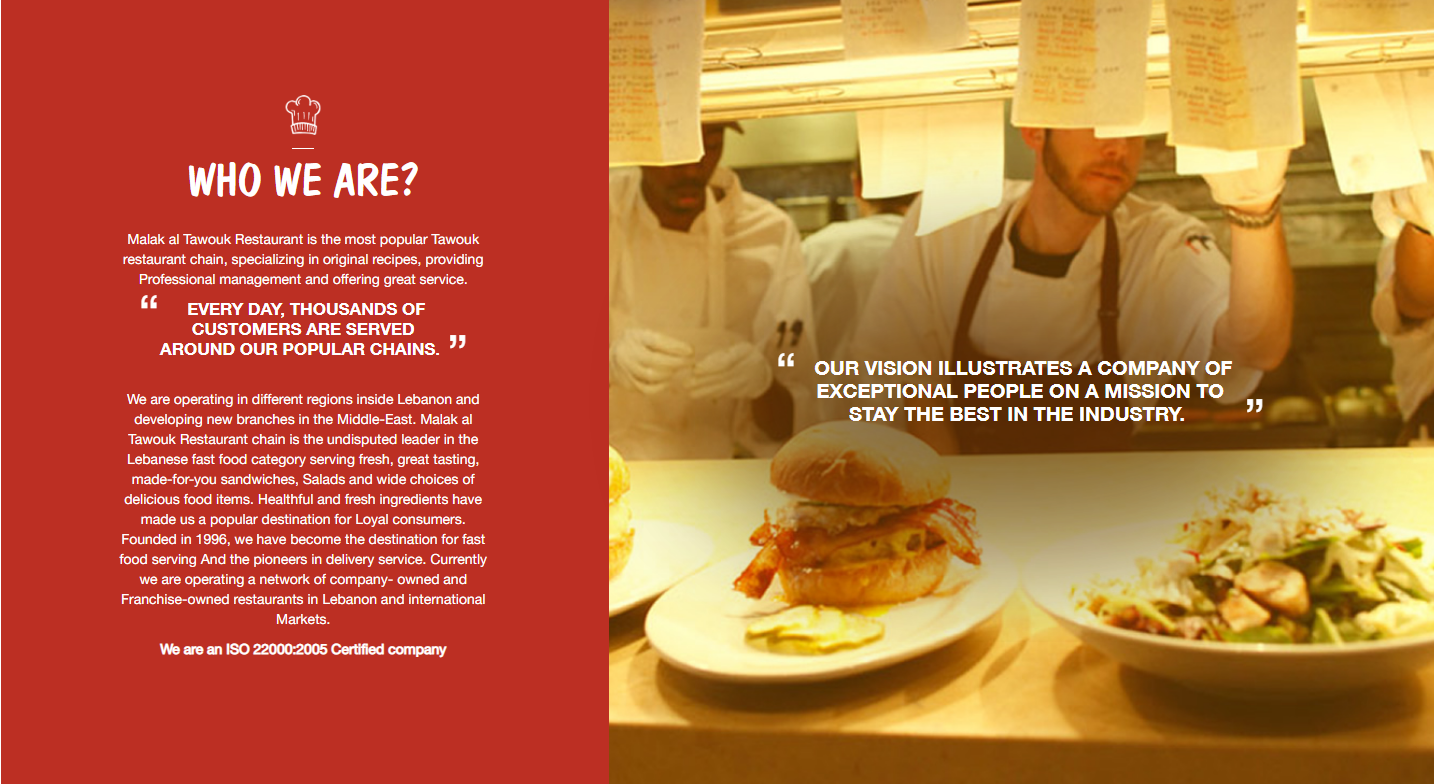 WHO WE ARE?
Malak al Tawouk Restaurant is the most popular Tawouk
restaurant chain, specializing in original recipes, providing
Professional management and offering great service.
“ EVERY DAY, THOUSANDS OF
CUSTOMERS ARE SERVED
AROUND OUR POPULAR CHAINS. ”
We are operating in different regions inside Lebanon and
developing new branches in the Middle-East. Malak al
Tawouk Restaurant chain is the undisputed leader in the
Lebanese fast food category serving fresh, great tasting,
made-for-you sandwiches, Salads and wide choices of
delicious food items. Healthful and fresh ingredients have
made us a popular destination for Loyal consumers.
Founded in 1996, we have become the destination for fast
food serving And the pioneers in delivery service. Currently
we are operating a network of company- owned and
Franchise-owned restaurants in Lebanon and international
Markets.
We are an ISO 22000:2005 Certified company
“ OUR VISION ILLUSTRATES A COMPANY OF
EXCEPTIONAL PEOPLE ON A MISSION TO
STAY THE BEST IN THE INDUSTRY. ”